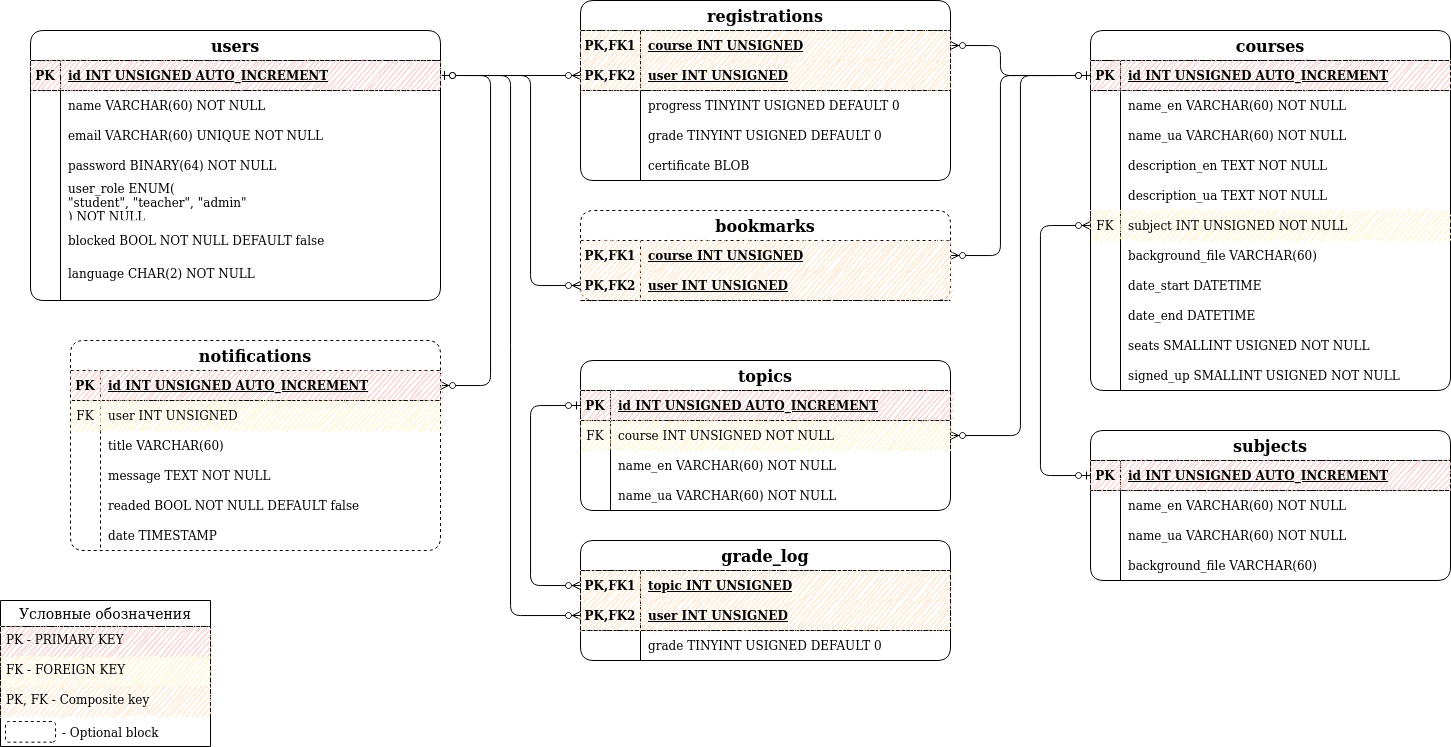 users
PK id INT UNSIGNED AUTO_INCREMENT
name VARCHAR(60) NOT NULL
email VARCHAR(60) UNIQUE NOT NULL
password BINARY(64) NOT NULL
user_role ENUM(
"student", "teacher", "admin"
) NOT NULL
blocked BOOL NOT NULL DEFAULT false
language CHAR(2) NOT NULL
notifications
PK id INT UNSIGNED AUTO_INCREMENT
FK user INT UNSIGNED
title VARCHAR(60)
message TEXT NOT NULL
readed BOOL NOT NULL DEFAULT false
date TIMESTAMP
Условные обозначения
PK - PRIMARY KEY
FK - FOREIGN KEY
PK, FK - Composite key
- Optional block
registrations
PK,FK1 course INT UNSIGNED
PK,FK2 user INT UNSIGNED
progress TINYINT USIGNED DEFAULT 0
grade TINYINT USIGNED DEFAULT 0
certificate BLOB
bookmarks
PK,FK1 course INT UNSIGNED
PK,FK2 user INT UNSIGNED
topics
PK id INT UNSIGNED AUTO_INCREMENT
FK course INT UNSIGNED NOT NULL
name_en VARCHAR(60) NOT NULL
name_ua VARCHAR(60) NOT NULL
grade_log
PK,FK1 topic INT UNSIGNED
PK,FK2 user INT UNSIGNED
grade TINYINT USIGNED DEFAULT 0
courses
PK id INT UNSIGNED AUTO_INCREMENT
name_en VARCHAR(60) NOT NULL
name_ua VARCHAR(60) NOT NULL
description_en TEXT NOT NULL
description_ua TEXT NOT NULL
FK subject INT UNSIGNED NOT NULL
background_file VARCHAR(60)
date_start DATETIME
date_end DATETIME
seats SMALLINT USIGNED NOT NULL
signed_up SMALLINT USIGNED NOT NULL
subjects
PK id INT UNSIGNED AUTO_INCREMENT
name_en VARCHAR(60) NOT NULL
name_ua VARCHAR(60) NOT NULL
background_file VARCHAR(60)